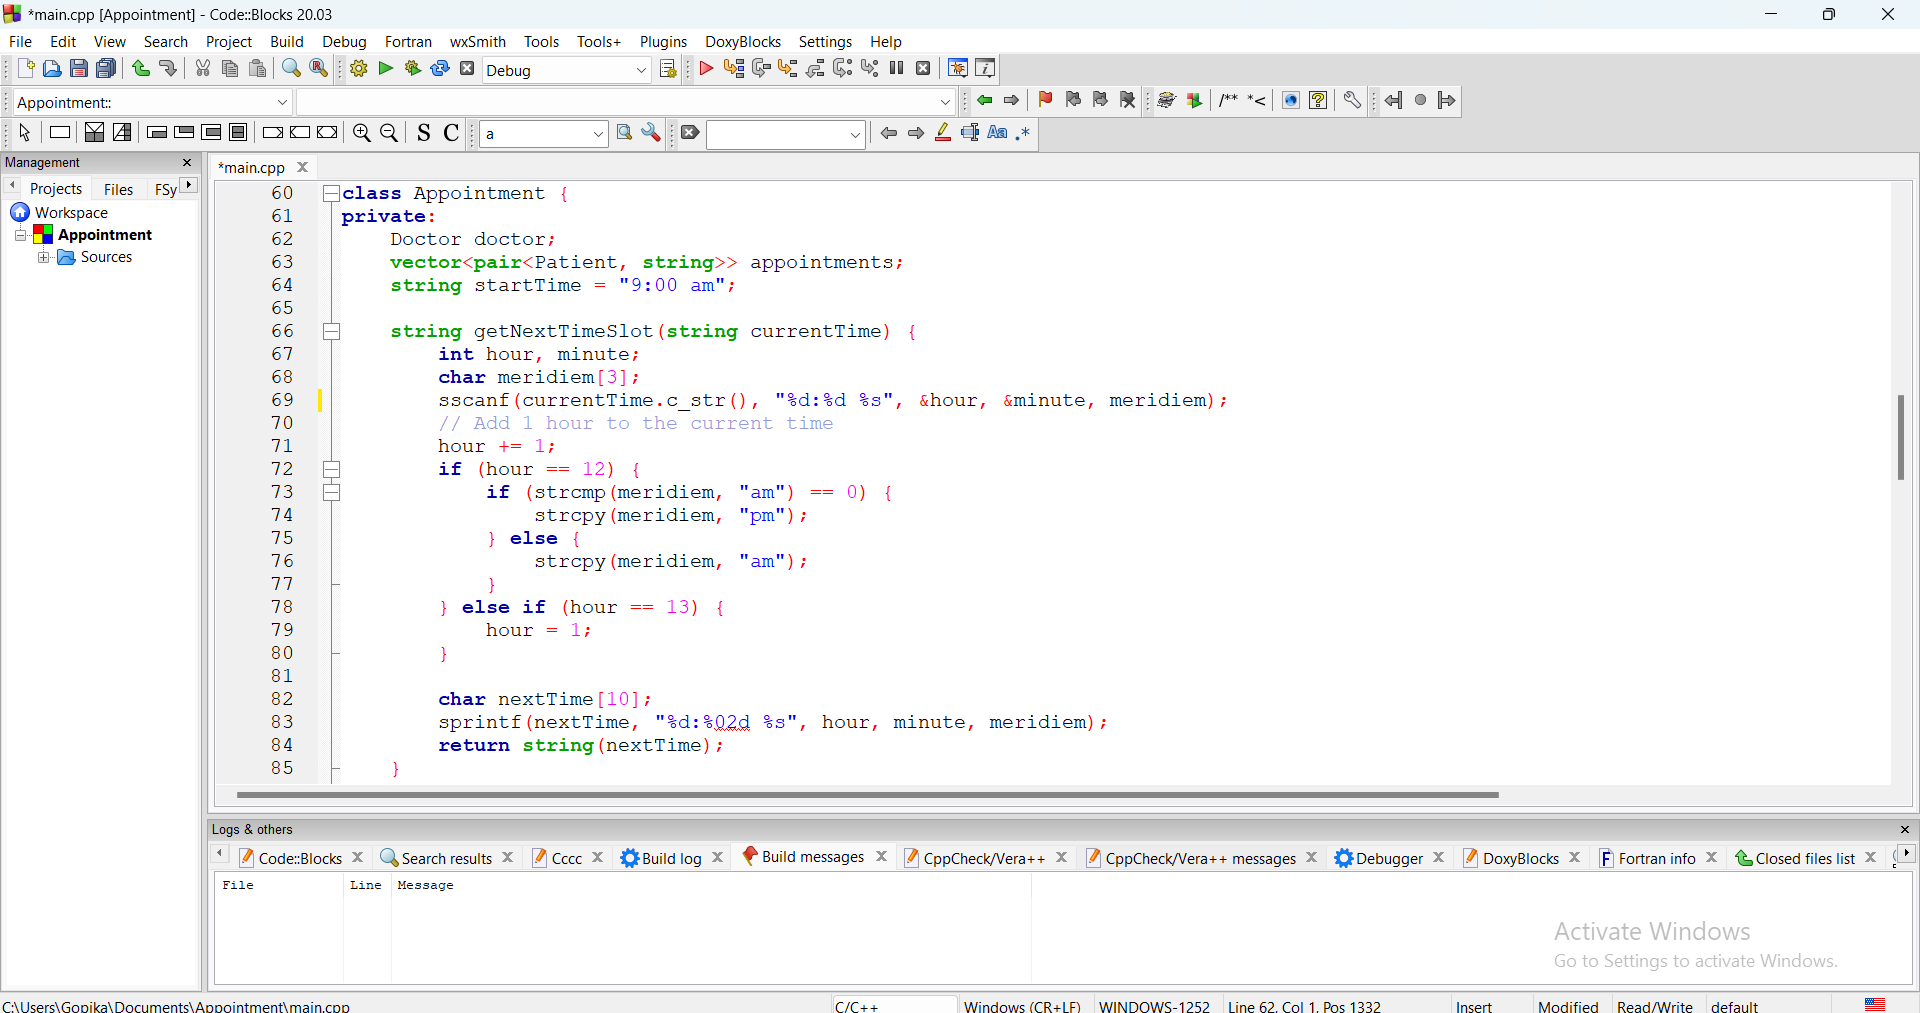 *main.cpp [Appointment] - Code::Blocks 20.03
File Edit View Search Project Build Debug Fortran wxSmith Tools Tools+ Plugins DoxyBlocks Settings Help
Debug
Appointment:: /** *<
S C a Aa .*
Management
*main.cpp
Projects Files FSy
Workspace
Appointment
Sources
60 class Appointment {
61 private:
62 Doctor doctor;
63 vector<pair<Patient, string>> appointments;
64 string startTime = "9:00 am";
65
66 string getNextTimeSlot(string currentTime) {
67 int hour, minute;
68 char meridiem[3];
69 sscanf(currentTime.c_str(), "%d:%d %s", &hour, &minute, meridiem);
70 // Add 1 hour to the current time
71 hour += 1;
72 if (hour == 12) {
73 if (strcmp(meridiem, "am") == 0) {
74 strcpy(meridiem, "pm");
75 } else {
76 strcpy(meridiem, "am");
77 }
78 } else if (hour == 13) {
79 hour = 1;
80 }
81
82 char nextTime[10];
83 sprintf(nextTime, "%d:%02d %s", hour, minute, meridiem);
84 return string(nextTime);
85 }
Logs & others
Code::Blocks Search results Cccc Build log Build messages CppCheck/Vera++ CppCheck/Vera++ messages Debugger DoxyBlocks Fortran info Closed files list
File Line Message
Activate Windows
Go to Settings to activate Windows.
C:\Users\Gopika\Documents\Appointment\main.cpp C/C++ Windows (CR+LF) WINDOWS-1252 Line 62, Col 1, Pos 1332 Insert Modified Read/Write default